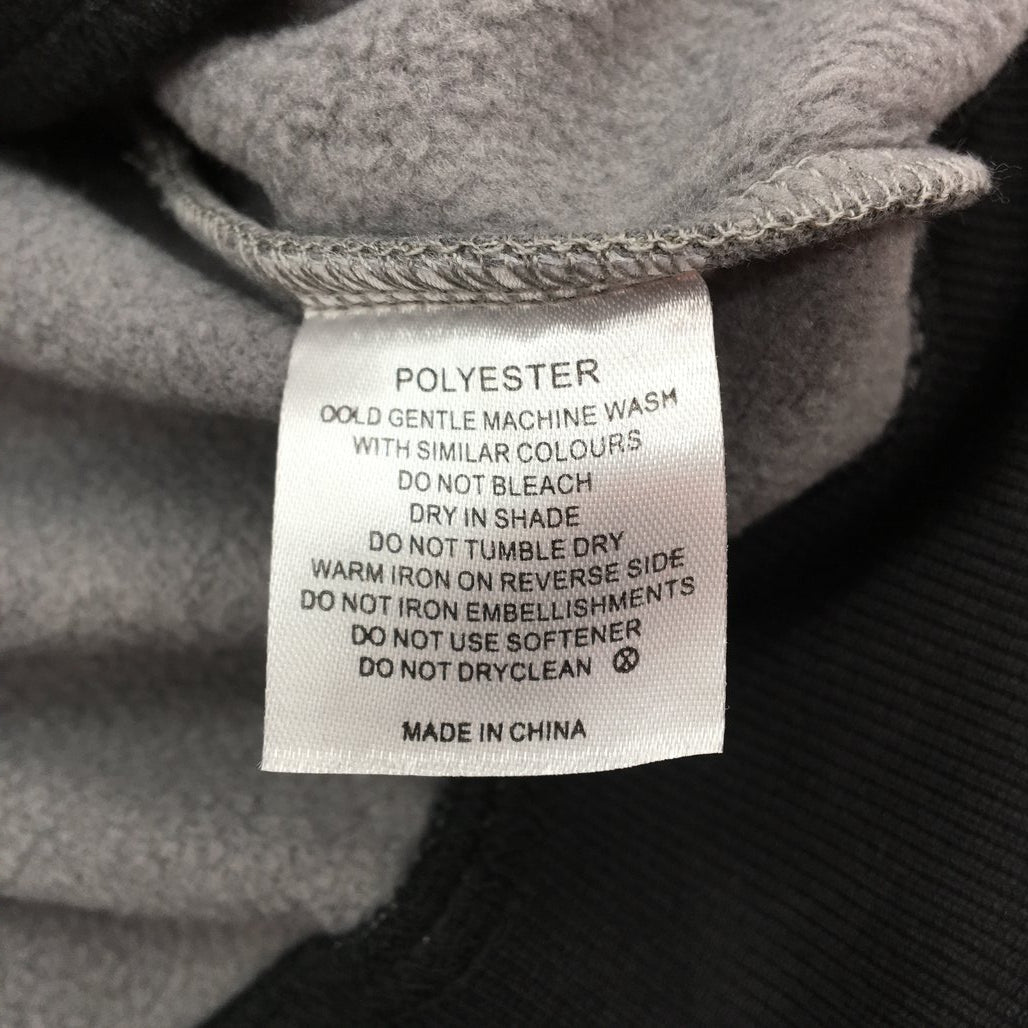 POLYESTER
COLD GENTLE MACHINE WASH
WITH SIMILAR COLOURS
DO NOT BLEACH
DRY IN SHADE
DO NOT TUMBLE DRY
WARM IRON ON REVERSE SIDE
DO NOT IRON EMBELLISHMENTS
DO NOT USE SOFTENER
DO NOT DRYCLEAN
MADE IN CHINA